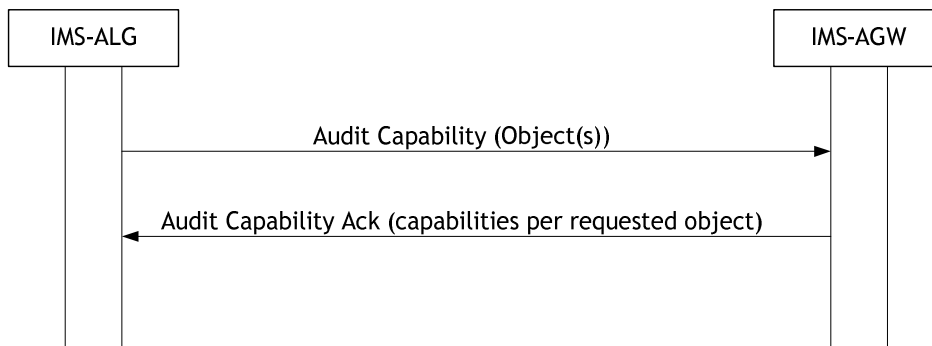 IMS-ALG
IMS-AGW
Audit Capability (Object(s))
Audit Capability Ack (capabilities per requested object)